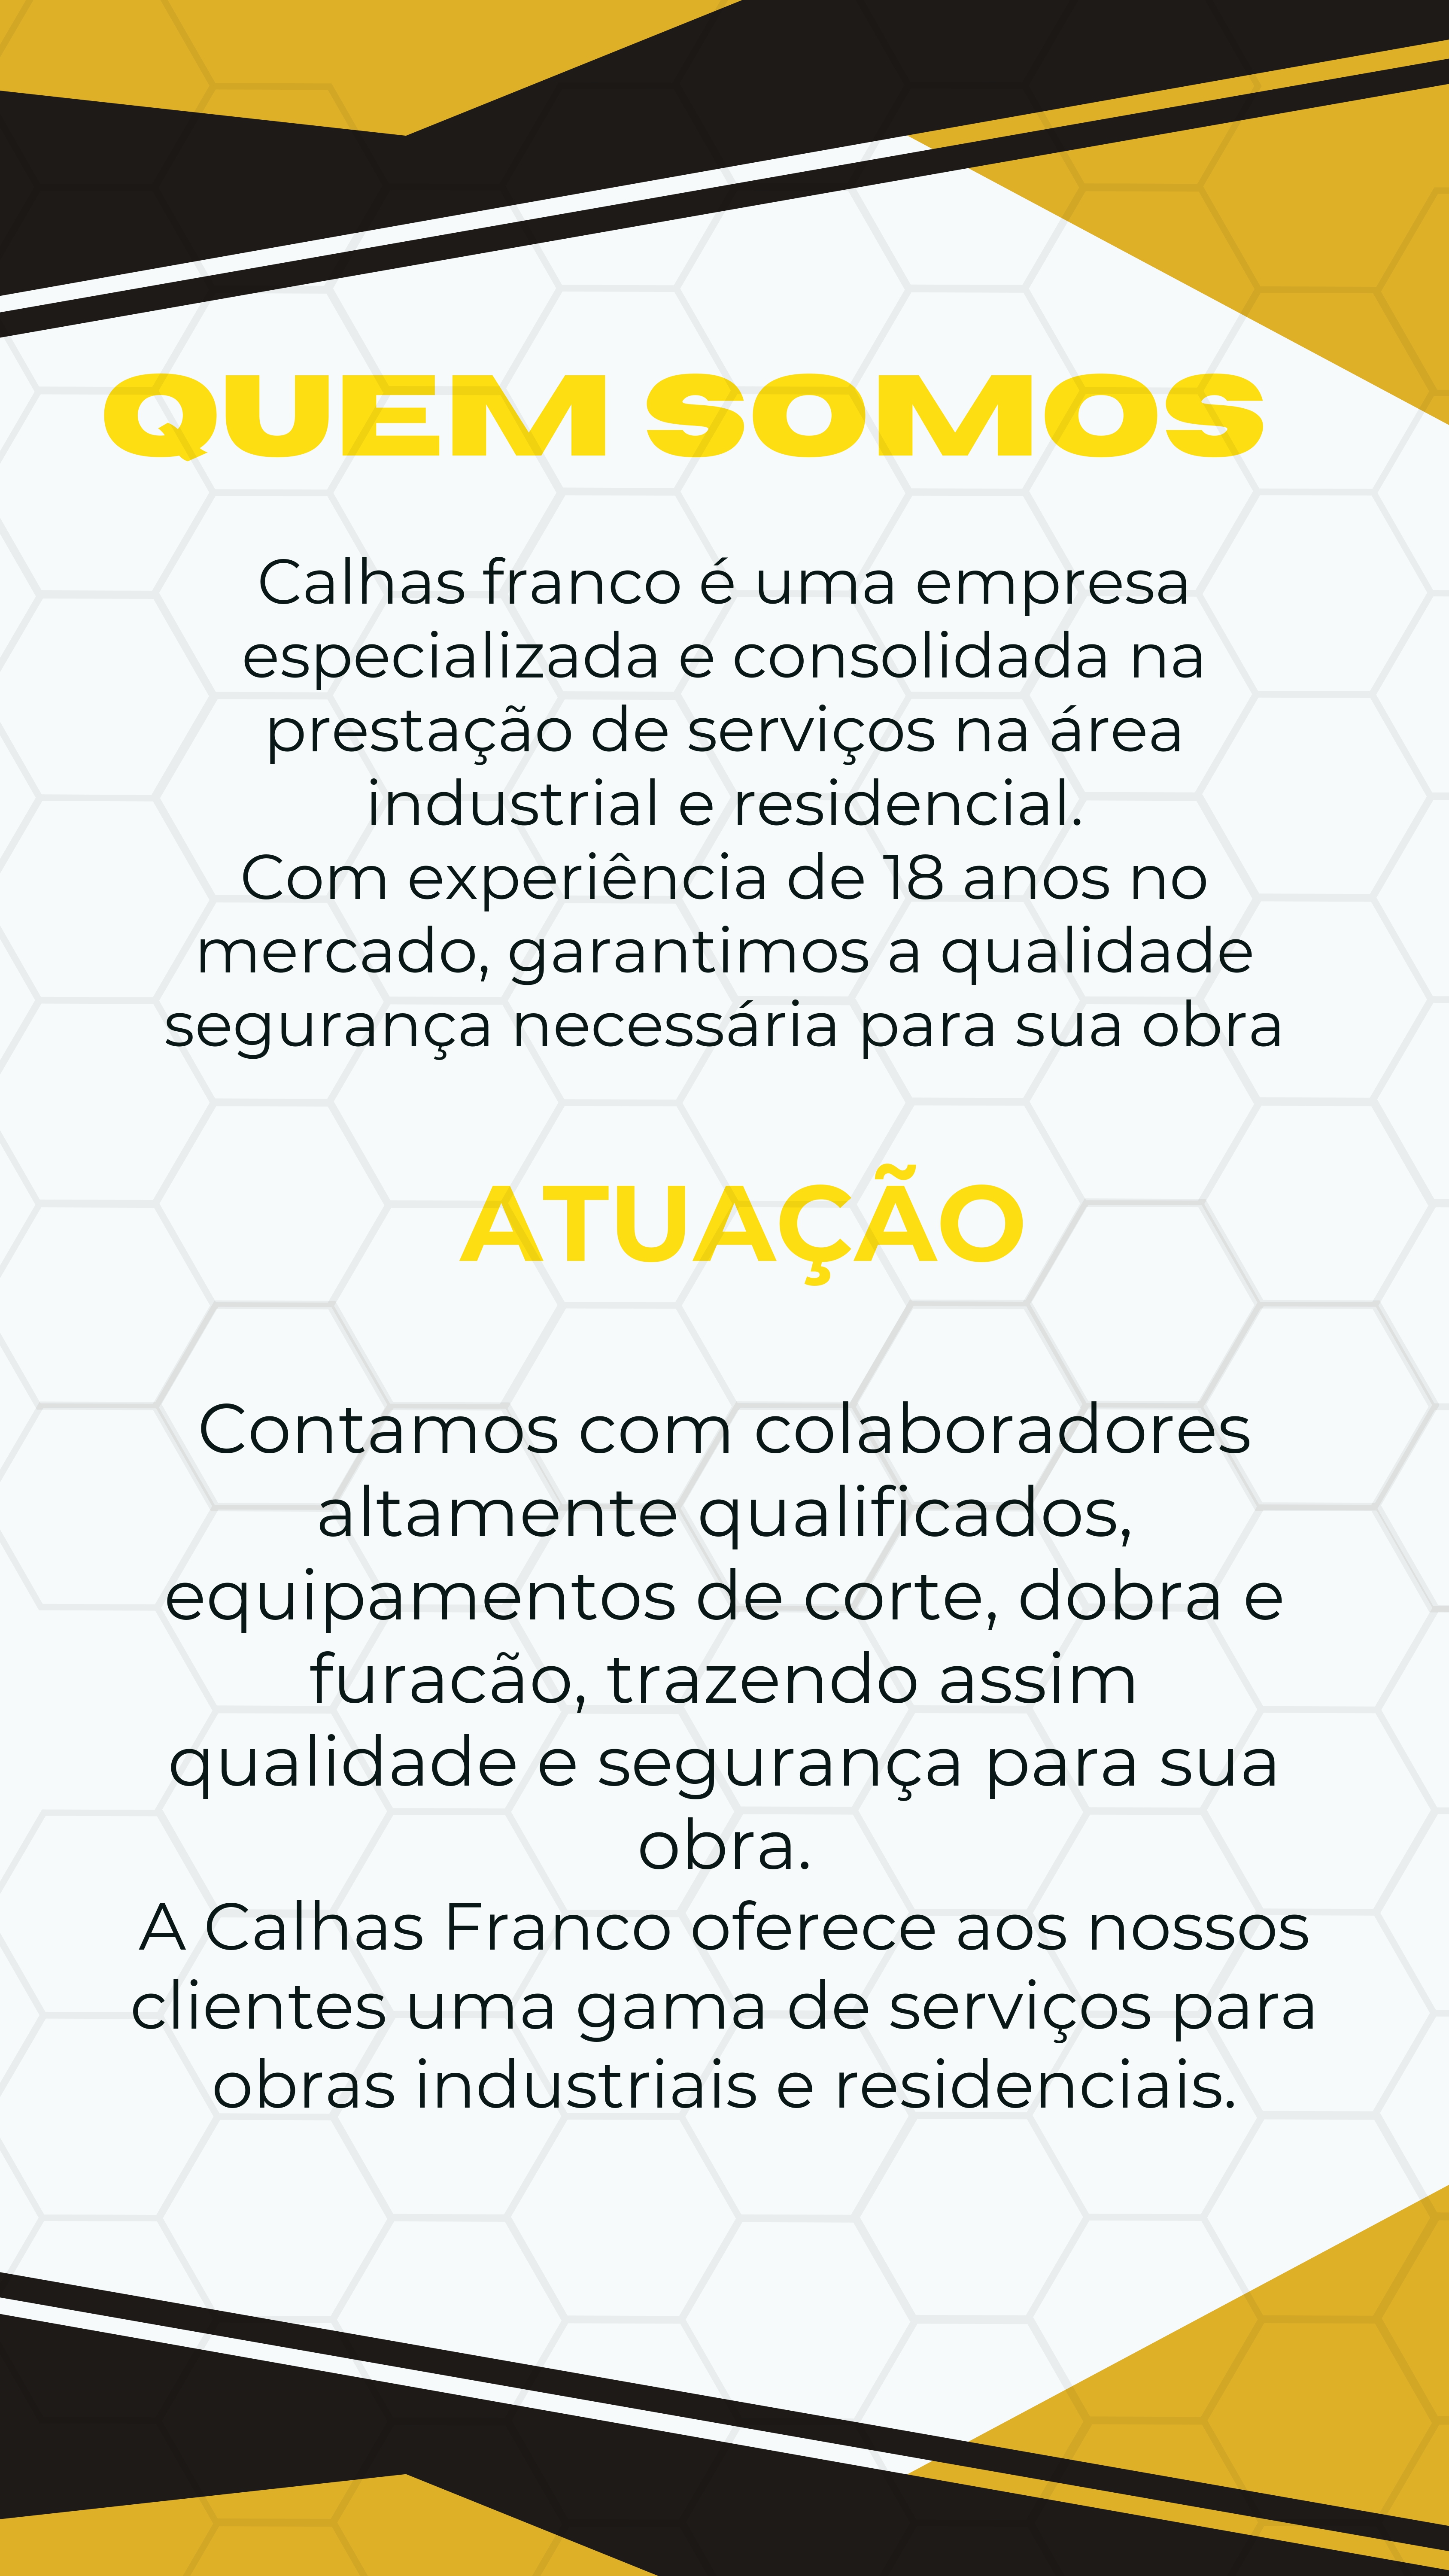 QUEM SOMOS
Calhas franco é uma empresa
especializada e consolidada na
prestação de serviços na área
industrial e residencial.
Com experiência de 18 anos no
mercado, garantimos a qualidade
segurança necessária para sua obra
ATUAÇÃO
Contamos com colaboradores
altamente qualificados,
equipamentos de corte, dobra e
furacão, trazendo assim
qualidade e segurança para sua
obra.
A Calhas Franco oferece aos nossos
clientes uma gama de serviços para
obras industriais e residenciais.